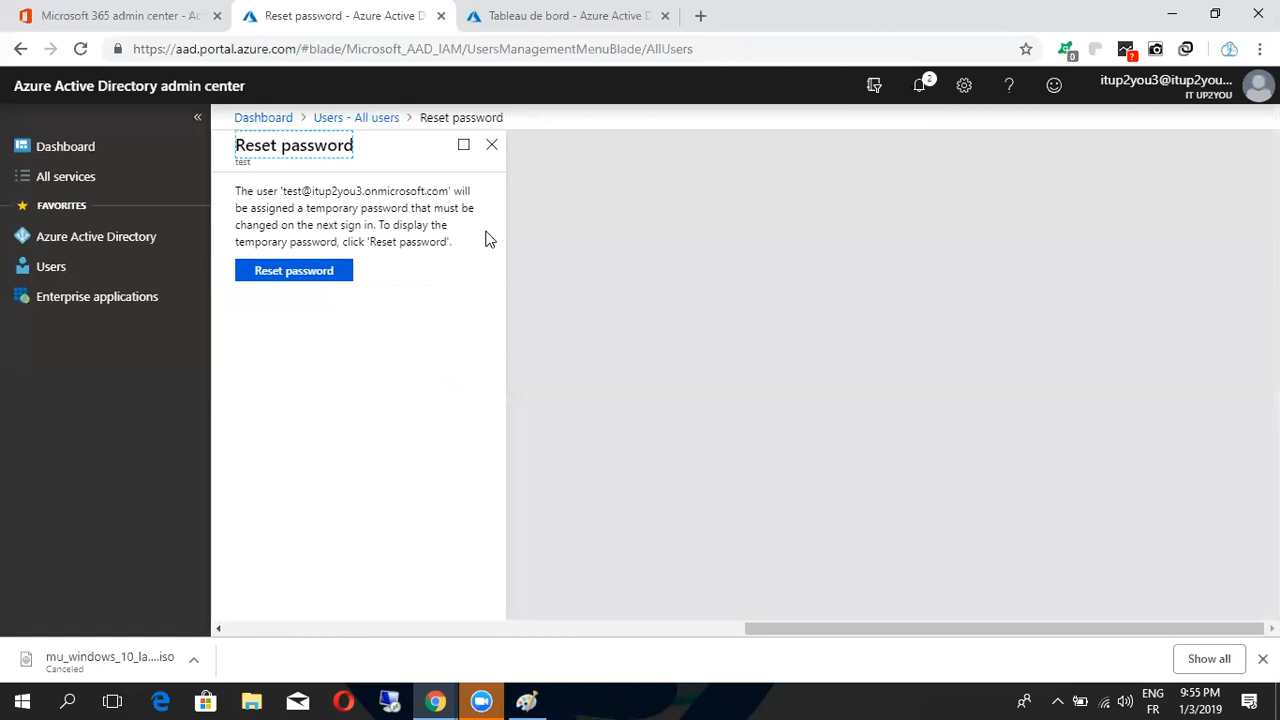 Microsoft 365 admin center - A
Reset password - Azure Active D
Tableau de bord - Azure Active D
https://aad.portal.azure.com/#blade/Microsoft_AAD_IAM/UsersManagementMenuBlade/AllUsers
0
?
Azure Active Directory admin center
2
?
itup2you3@itup2you...
IT UP2YOU
«
Dashboard > Users - All users > Reset password
Dashboard
All services
FAVORITES
Azure Active Directory
Users
Enterprise applications
Reset password
test
The user 'test@itup2you3.onmicrosoft.com' will
be assigned a temporary password that must be
changed on the next sign in. To display the
temporary password, click 'Reset password'.
Reset password
mu_windows_10_la....iso
Canceled
Show all
ENG
FR
9:55 PM
1/3/2019